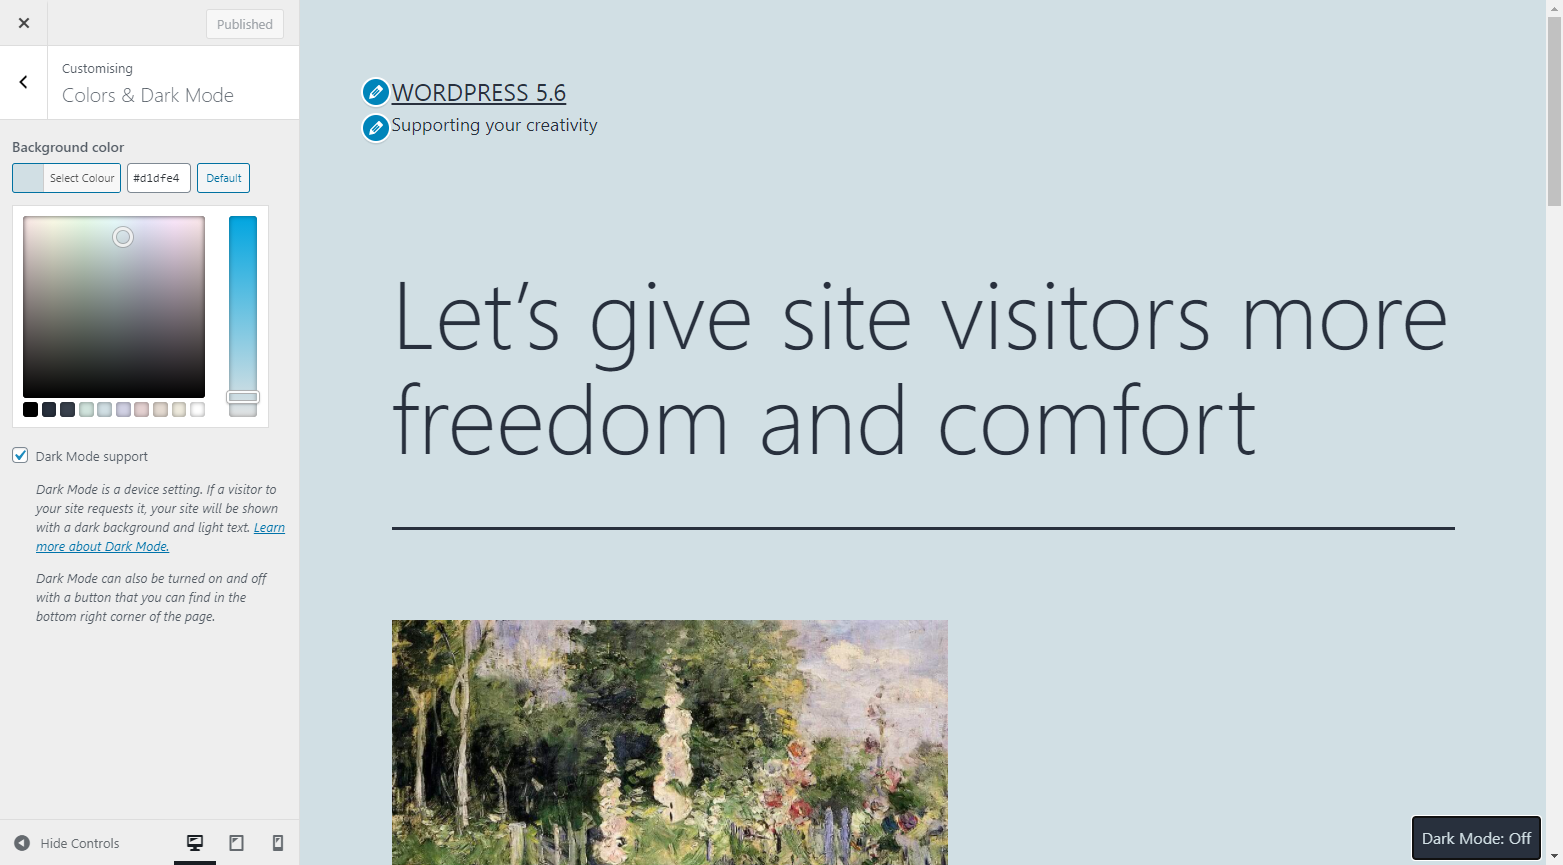 Published
Customising
Colors & Dark Mode
Background color
Select Colour
#d1dfe4
Default
Dark Mode support
Dark Mode is a device setting. If a visitor to
your site requests it, your site will be shown
with a dark background and light text. Learn
more about Dark Mode.
Dark Mode can also be turned on and off
with a button that you can find in the
bottom right corner of the page.
Hide Controls
WORDPRESS 5.6
Supporting your creativity
Let’s give site visitors more
freedom and comfort
Dark Mode: Off